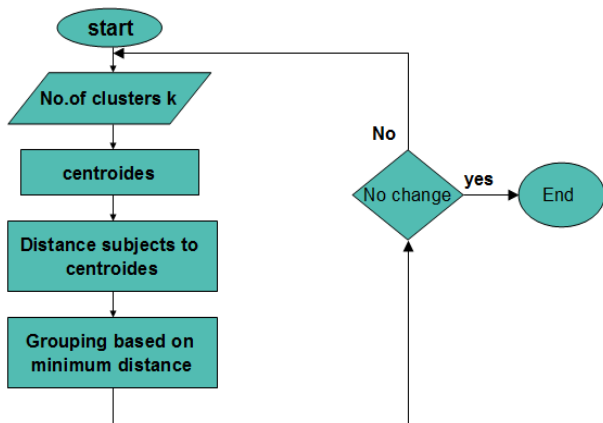 start
No.of clusters k
centroides
Distance subjects to
centroides
Grouping based on
minimum distance
No
No change
yes
End